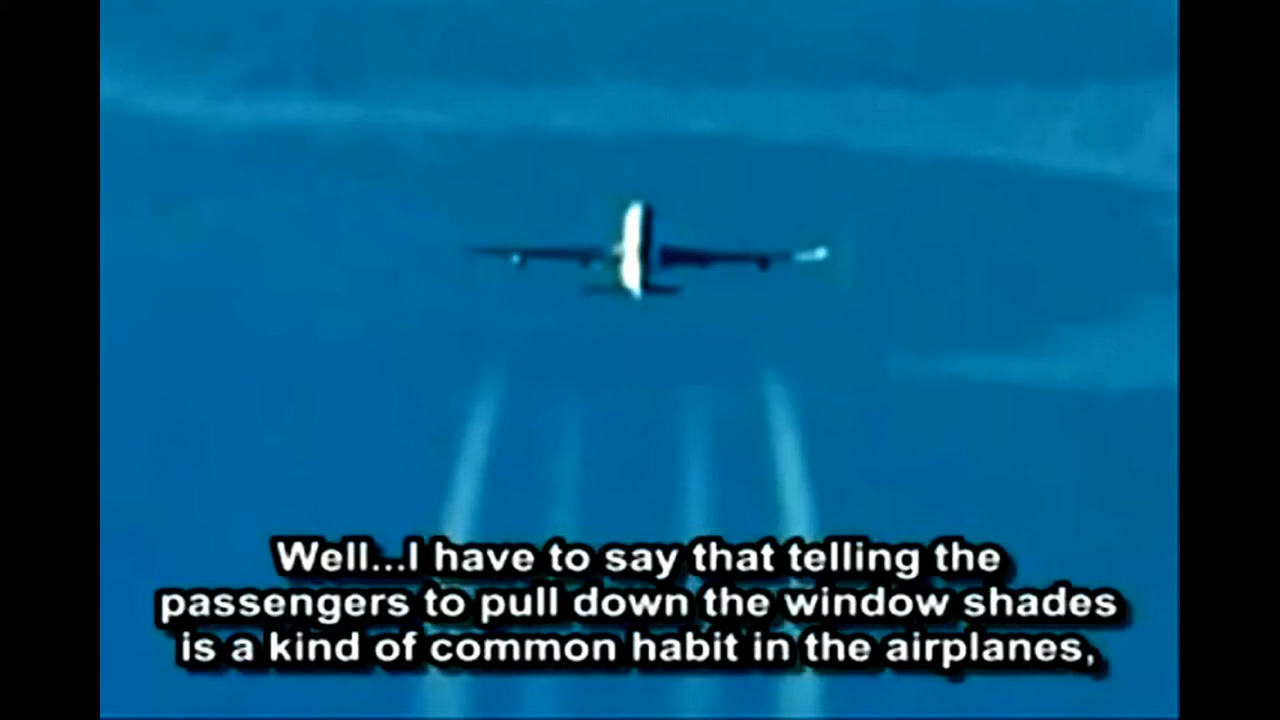 Well...I have to say that telling the
passengers to pull down the window shades
is a kind of common habit in the airplanes,